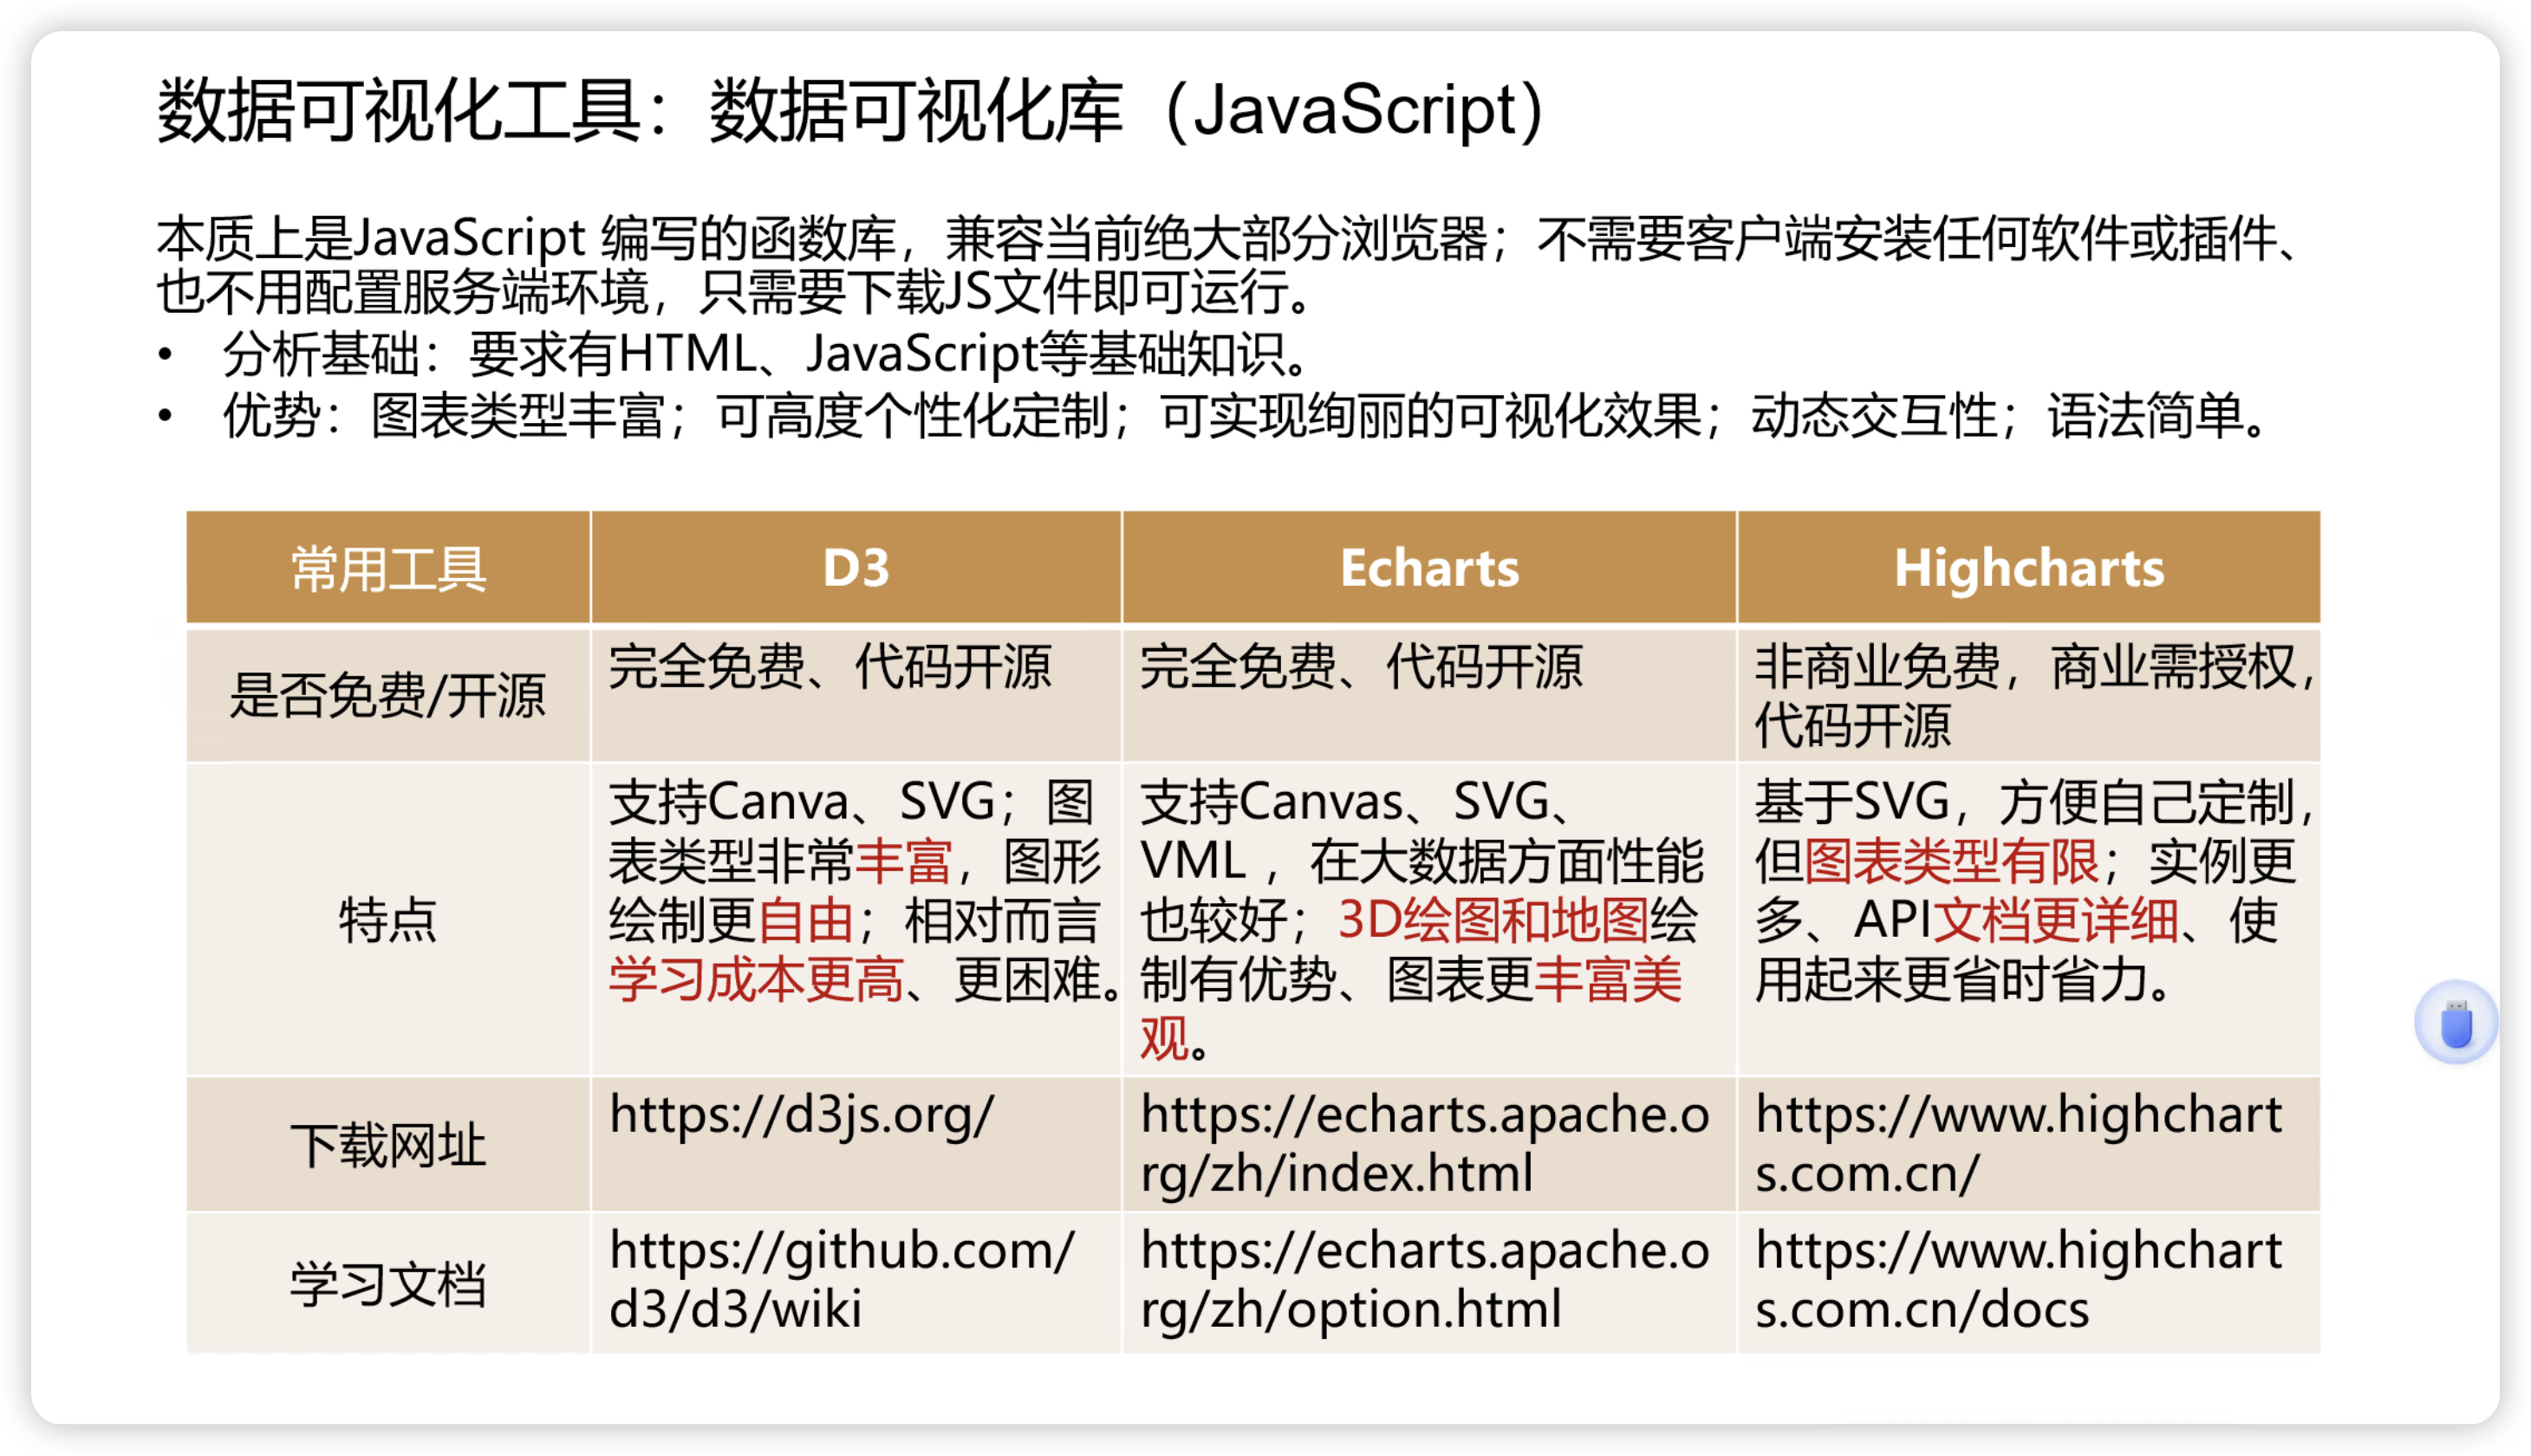 数据可视化工具：数据可视化库（JavaScript）
本质上是JavaScript 编写的函数库，兼容当前绝大部分浏览器；不需要客户端安装任何软件或插件、
也不用配置服务端环境，只需要下载JS文件即可运行。
• 分析基础：要求有HTML、JavaScript等基础知识。
• 优势：图表类型丰富；可高度个性化定制；可实现绚丽的可视化效果；动态交互性；语法简单。
常用工具
D3
Echarts
Highcharts
是否免费/开源
完全免费、代码开源
完全免费、代码开源
非商业免费，商业需授权，
代码开源
特点
支持Canva、SVG；图
表类型非常丰富，图形
绘制更自由；相对而言
学习成本更高、更困难。
支持Canvas、SVG、
VML ，在大数据方面性能
也较好；3D绘图和地图绘
制有优势、图表更丰富美
观。
基于SVG，方便自己定制，
但图表类型有限；实例更
多、API文档更详细、使
用起来更省时省力。
下载网址
https://d3js.org/
https://echarts.apache.o
rg/zh/index.html
https://www.highchart
s.com.cn/
学习文档
https://github.com/
d3/d3/wiki
https://echarts.apache.o
rg/zh/option.html
https://www.highchart
s.com.cn/docs